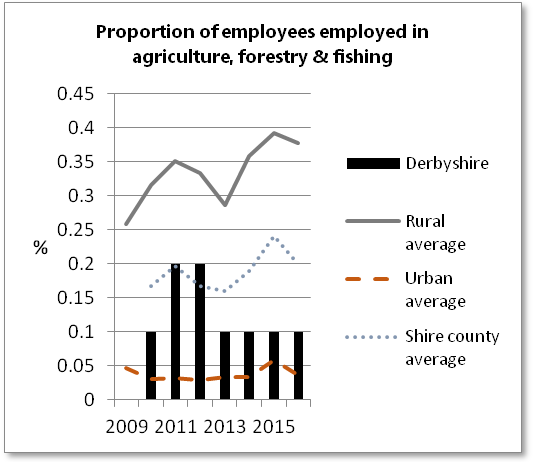 Proportion of employees employed in
agriculture, forestry & fishing
0.45
0.4
0.35
0.3
0.25
0.2
0.15
0.1
0.05
0
%
2009 2011 2013 2015
Derbyshire
Rural
average
Urban
average
Shire county
average